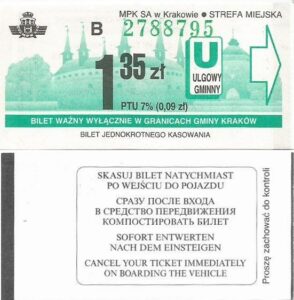 MPK SA w Krakowie • STREFA MIEJSKA
B 2788795
1 35 zł
U
ULGOWY
GMINNY
PTU 7% (0,09 zł)
BILET WAŻNY WYŁĄCZNIE W GRANICACH GMINY KRAKÓW
BILET JEDNOKROTNEGO KASOWANIA
SKASUJ BILET NATYCHMIAST
PO WEJŚCIU DO POJAZDU
СРАЗУ ПОСЛЕ ВХОДА
В СРЕДСТВО ПЕРЕДВИЖЕНИЯ
КОМПОСТИРОВАТЬ БИЛЕТ
SOFORT ENTWERTEN
NACH DEM EINSTEIGEN
CANCEL YOUR TICKET IMMEDIATELY
ON BOARDING THE VEHICLE
Proszę zachować do kontroli